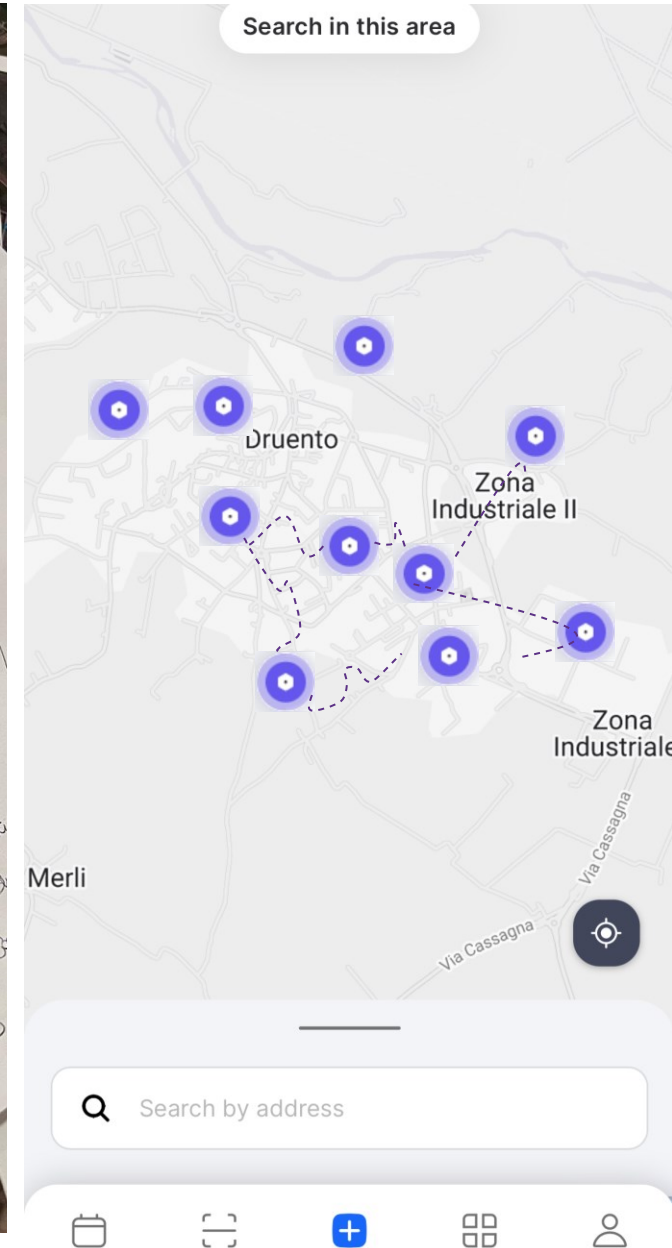 Search in this area
Druento
Zona
Industriale II
Zona
Industriale
Via Cassagna
Merli
Via Cassagna
Search by address